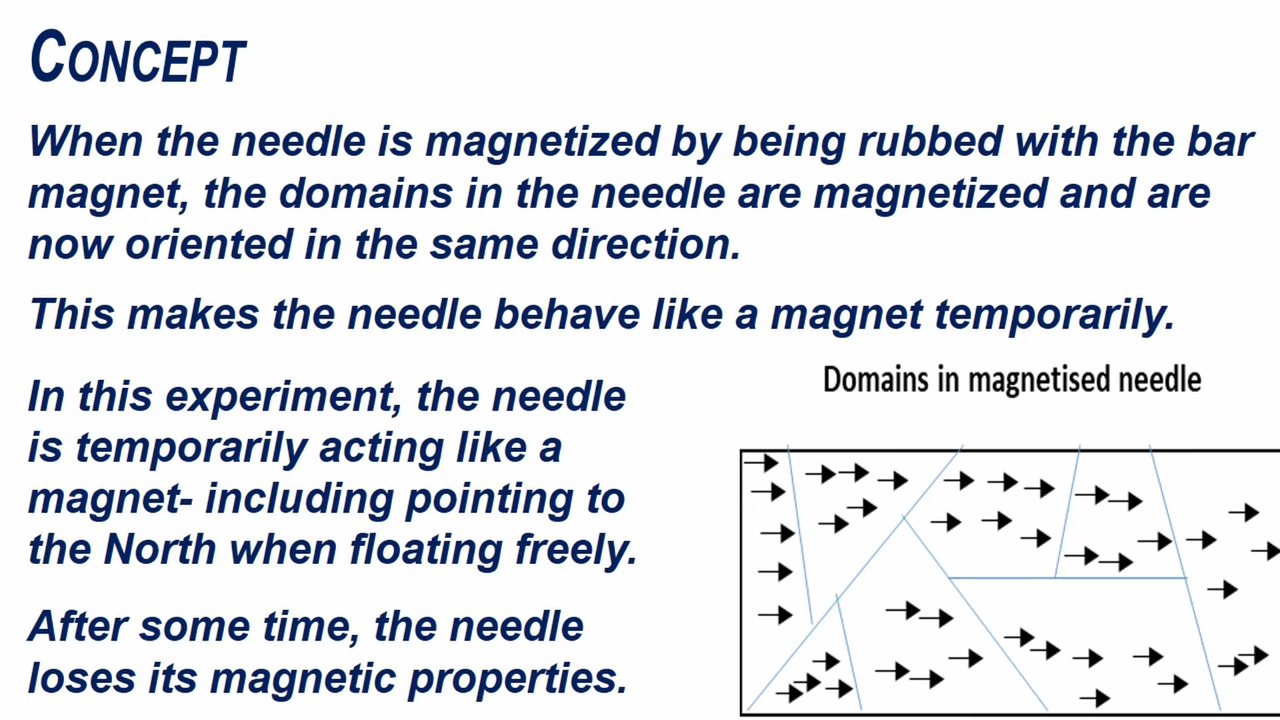 CONCEPT
When the needle is magnetized by being rubbed with the bar
magnet, the domains in the needle are magnetized and are
now oriented in the same direction.
This makes the needle behave like a magnet temporarily.
In this experiment, the needle
is temporarily acting like a
magnet- including pointing to
the North when floating freely.
After some time, the needle
loses its magnetic properties.
Domains in magnetised needle